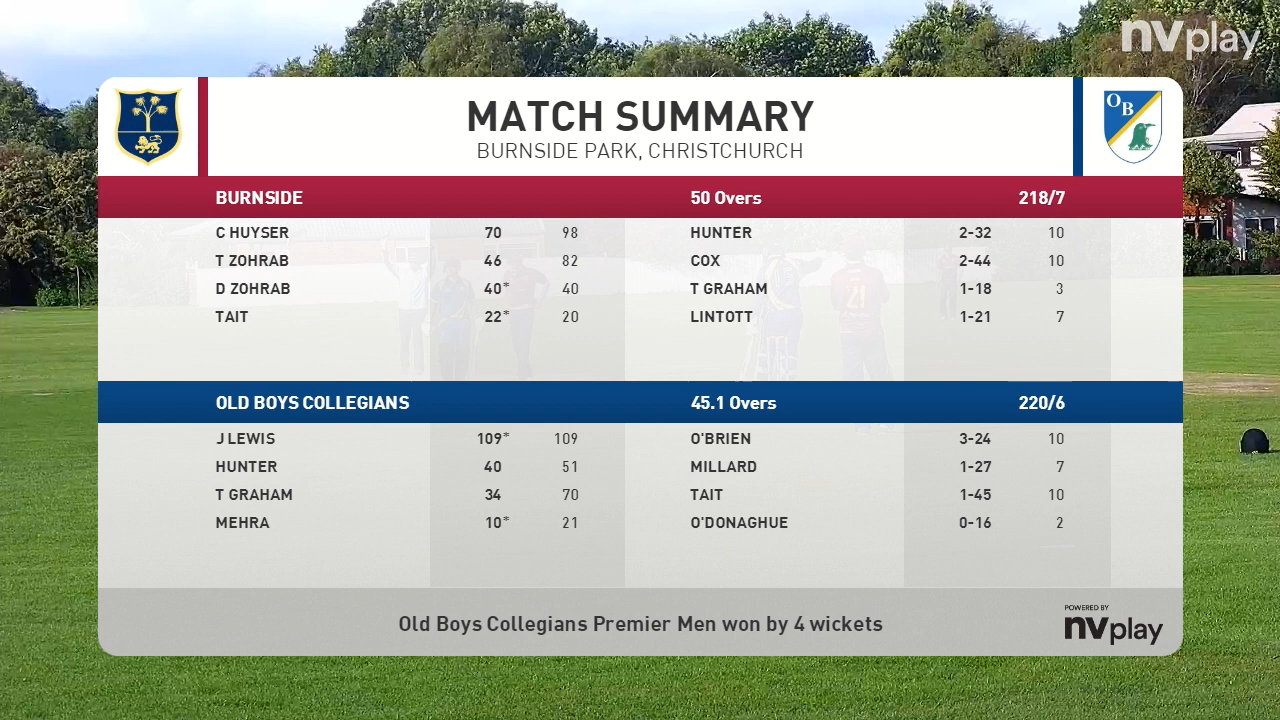 nvplay
OB
MATCH SUMMARY
BURNSIDE PARK, CHRISTCHURCH
BURNSIDE 50 Overs 218/7
C HUYSER 70 98 HUNTER 2-32 10
T ZOHRAB 46 82 COX 2-44 10
D ZOHRAB 40* 40 T GRAHAM 1-18 3
TAIT 22* 20 LINTOTT 1-21 7
21
OLD BOYS COLLEGIANS 45.1 Overs 220/6
J LEWIS 109* 109 O'BRIEN 3-24 10
HUNTER 40 51 MILLARD 1-27 7
T GRAHAM 34 70 TAIT 1-45 10
MEHRA 10* 21 O'DONAGHUE 0-16 2
Old Boys Collegians Premier Men won by 4 wickets
POWERED BY
nvplay